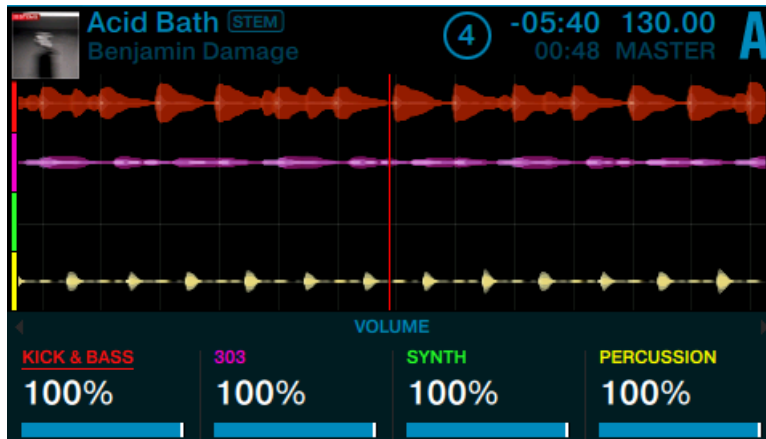 Acid Bath STEM
Benjamin Damage
4
-05:40 130.00
00:48 MASTER
A
VOLUME
KICK & BASS
100%
303
100%
SYNTH
100%
PERCUSSION
100%